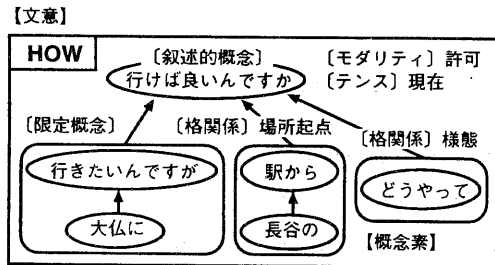 【文意】
HOW
〔叙述的概念〕
行けば良いんですか
〔モダリティ〕許可
〔テンス〕現在
〔限定概念〕
〔格関係〕場所起点
〔格関係〕様態
行きたいんですが
駅から
どうやって
大仏に
長谷の
【概念素】